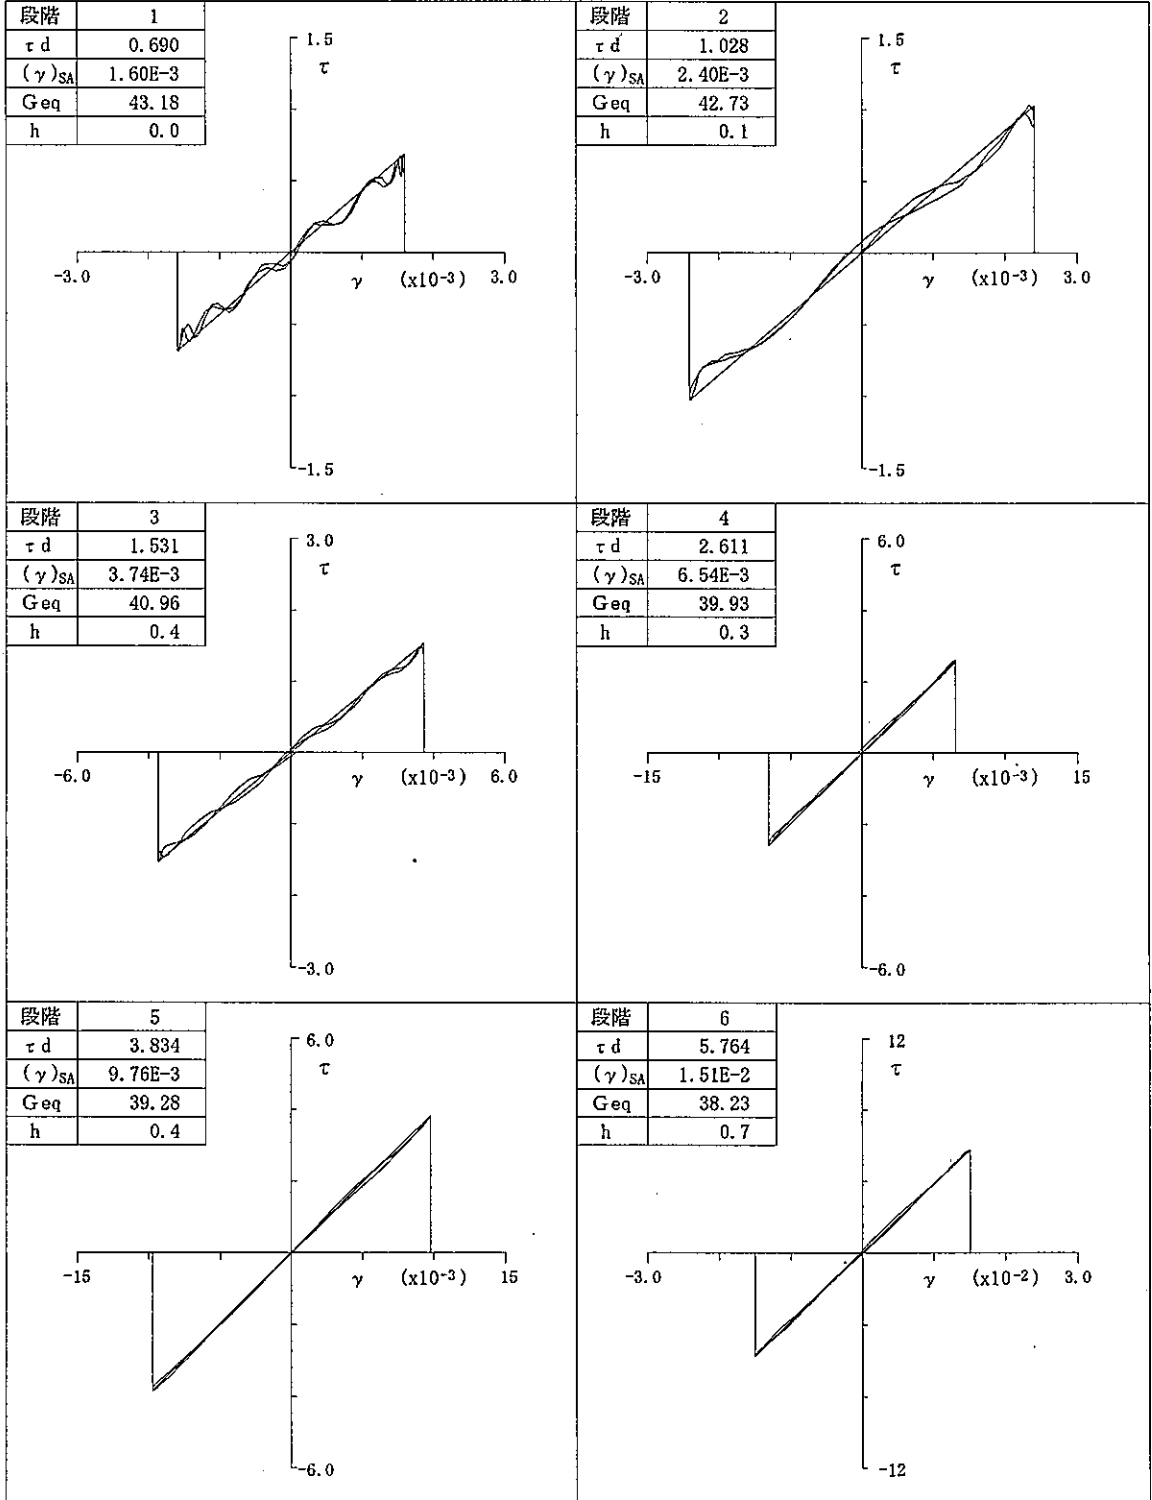 段階 1
τd 0.690
(γ)SA 1.60E-3
Geq 43.18
h 0.0
1.5
τ
-3.0 γ (x10-3) 3.0
-1.5
段階 2
τd 1.028
(γ)SA 2.40E-3
Geq 42.73
h 0.1
1.5
τ
-3.0 γ (x10-3) 3.0
-1.5
段階 3
τd 1.531
(γ)SA 3.74E-3
Geq 40.96
h 0.4
3.0
τ
-6.0 γ (x10-3) 6.0
-3.0
段階 4
τd 2.611
(γ)SA 6.54E-3
Geq 39.93
h 0.3
6.0
τ
-15 γ (x10-3) 15
-6.0
段階 5
τd 3.834
(γ)SA 9.76E-3
Geq 39.28
h 0.4
6.0
τ
-15 γ (x10-3) 15
-6.0
段階 6
τd 5.764
(γ)SA 1.51E-2
Geq 38.23
h 0.7
12
τ
-3.0 γ (x10-2) 3.0
-12